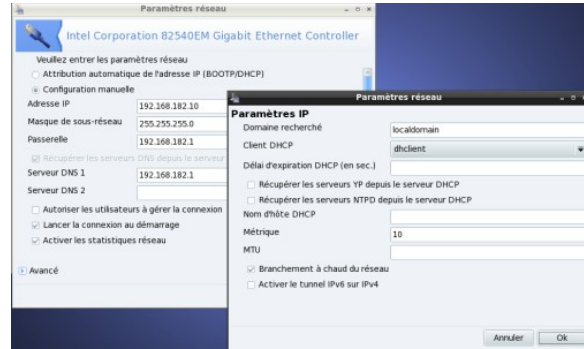 Paramètres réseau
Intel Corporation 82540EM Gigabit Ethernet Controller
Veuillez entrer les paramètres réseau
Attribution automatique de l'adresse IP (BOOTP/DHCP)
Configuration manuelle
Adresse IP 192.168.182.10
Masque de sous-réseau 255.255.255.0
Passerelle 192.168.182.1
Récupérer les serveurs DNS depuis le serveur
Serveur DNS 1 192.168.182.1
Serveur DNS 2
Autoriser les utilisateurs à gérer la connexion
Lancer la connexion au démarrage
Activer les statistiques réseau
Avancé
Paramètres réseau
Paramètres IP
Domaine recherché localdomain
Client DHCP dhclient
Délai d'expiration DHCP (en sec.)
Récupérer les serveurs YP depuis le serveur DHCP
Récupérer les serveurs NTPD depuis le serveur DHCP
Nom d'hôte DHCP
Métrique 10
MTU
Branchement à chaud du réseau
Activer le tunnel IPv6 sur IPv4
Annuler Ok